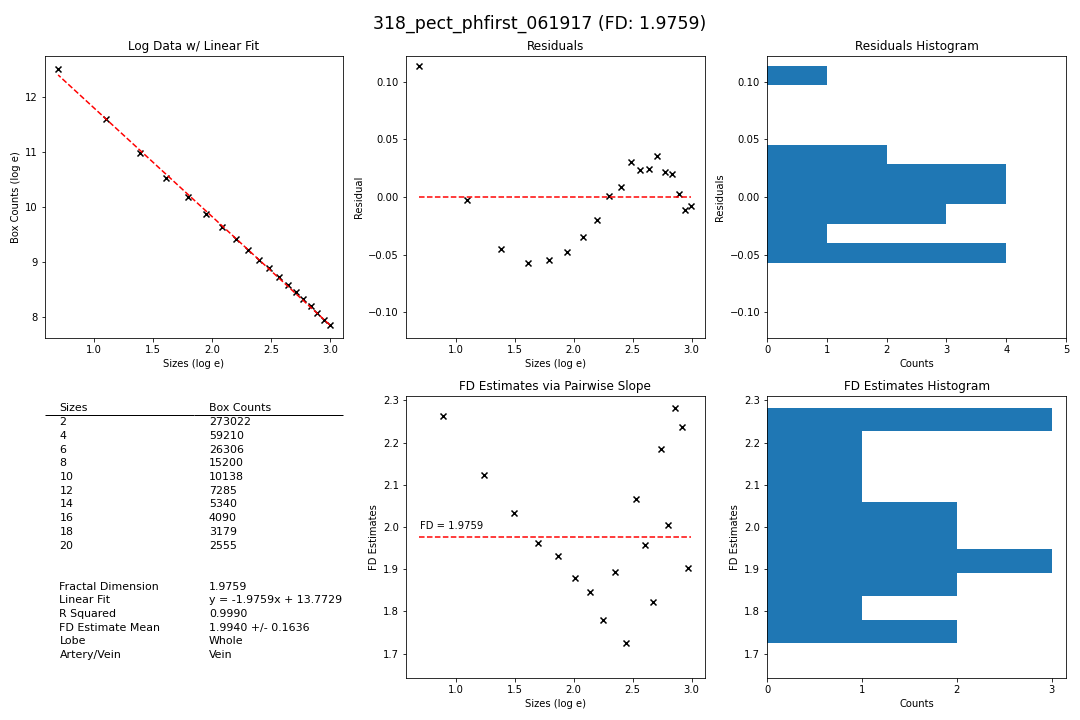 318_pect_phfirst_061917 (FD: 1.9759)
Log Data w/ Linear Fit
12
11
10
9
8
Box Counts (log e)
1.0 1.5 2.0 2.5 3.0
Sizes (log e)
Residuals
0.10
0.05
0.00
−0.05
−0.10
Residual
1.0 1.5 2.0 2.5 3.0
Sizes (log e)
Residuals Histogram
0.10
0.05
0.00
−0.05
−0.10
Residuals
0 1 2 3 4 5
Counts
Sizes Box Counts
2 273022
4 59210
6 26306
8 15200
10 10138
12 7285
14 5340
16 4090
18 3179
20 2555
Fractal Dimension 1.9759
Linear Fit y = -1.9759x + 13.7729
R Squared 0.9990
FD Estimate Mean 1.9940 +/- 0.1636
Lobe Whole
Artery/Vein Vein
FD Estimates via Pairwise Slope
2.3
2.2
2.1
2.0
1.9
1.8
1.7
FD Estimates
FD = 1.9759
1.0 1.5 2.0 2.5 3.0
Sizes (log e)
FD Estimates Histogram
2.3
2.2
2.1
2.0
1.9
1.8
1.7
FD Estimates
0 1 2 3
Counts